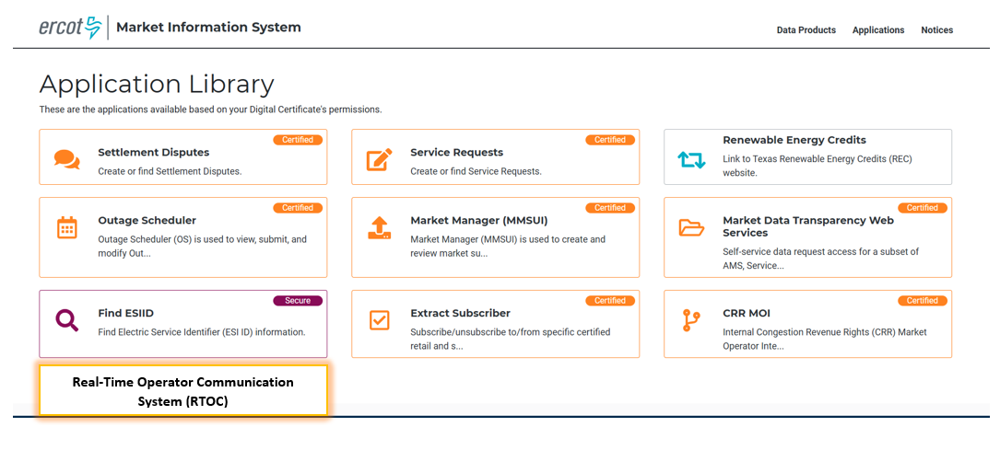 ercot
Market Information System
Data Products
Applications
Notices
Application Library
These are the applications available based on your Digital Certificate's permissions.
Certified
Settlement Disputes
Create or find Settlement Disputes.
Certified
Service Requests
Create or find Service Requests.
Renewable Energy Credits
Link to Texas Renewable Energy Credits (REC)
website.
Certified
Outage Scheduler
Outage Scheduler (OS) is used to view, submit, and
modify Out...
Certified
Market Manager (MMSUI)
Market Manager (MMSUI) is used to create and
review market su...
Certified
Market Data Transparency Web
Services
Self-service data request access for a subset of
AMS, Service...
Secure
Find ESIID
Find Electric Service Identifier (ESI ID) information.
Certified
Extract Subscriber
Subscribe/unsubscribe to/from specific certified
retail and s...
Certified
CRR MOI
Internal Congestion Revenue Rights (CRR) Market
Operator Inte...
Real-Time Operator Communication
System (RTOC)